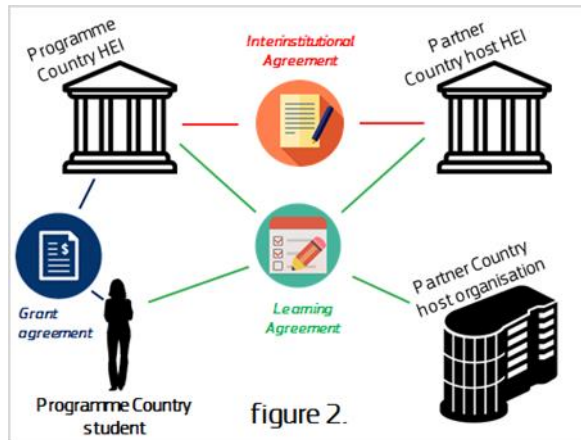 Programme
Country HEI
Interinstitutional
Agreement
Partner
Country host HEI
$
Grant
agreement
Learning
Agreement
Partner Country
host organisation
Programme Country
student
figure 2.